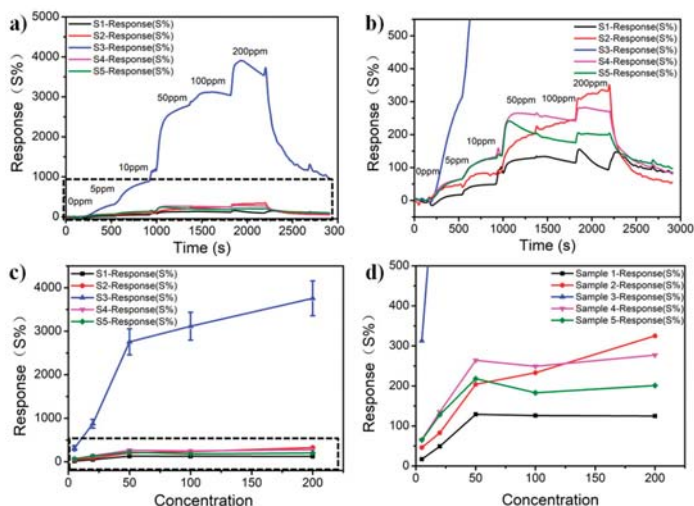 a)
Response (S%)
5000
4000
3000
2000
1000
0
S1-Response(S%)
S2-Response(S%)
S3-Response(S%)
S4-Response(S%)
S5-Response(S%)
0ppm
5ppm
10ppm
50ppm
100ppm
200ppm
0 500 1000 1500 2000 2500 3000
Time (s)
b)
Response (S%)
500
400
300
200
100
0
S1-Response(S%)
S2-Response(S%)
S3-Response(S%)
S4-Response(S%)
S5-Response(S%)
0ppm
5ppm
10ppm
50ppm
100ppm
200ppm
0 500 1000 1500 2000 2500 3000
Time (s)
c)
Response (S%)
4000
3000
2000
1000
0
S1-Response(S%)
S2-Response(S%)
S3-Response(S%)
S4-Response(S%)
S5-Response(S%)
0 50 100 150 200
Concentration
d)
Response (S%)
500
400
300
200
100
0
Sample 1-Response(S%)
Sample 2-Response(S%)
Sample 3-Response(S%)
Sample 4-Response(S%)
Sample 5-Response(S%)
0 50 100 150 200
Concentration